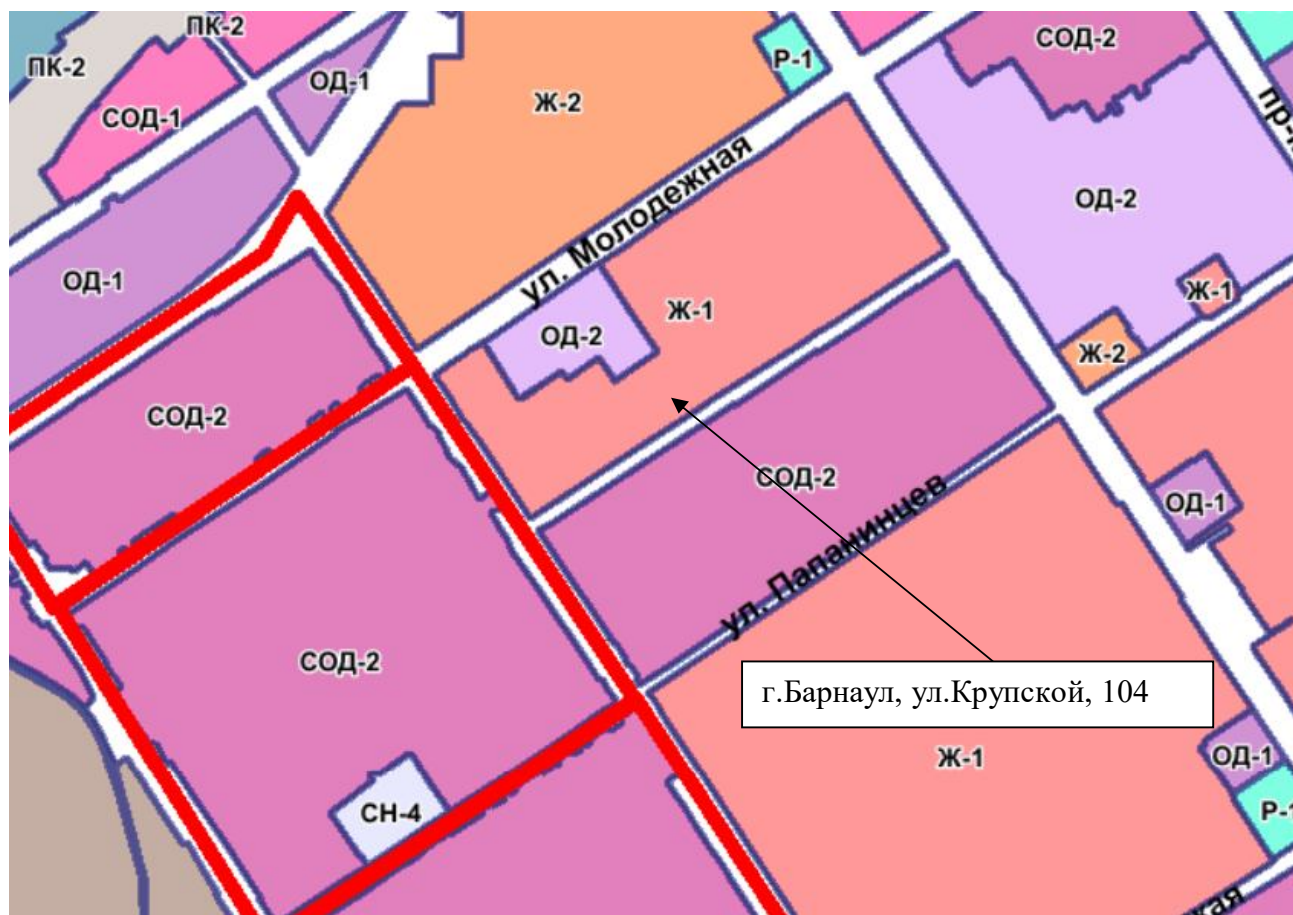 ПК-2
ПК-2
СОД-1
ОД-1
Ж-2
Р-1
СОД-2
пр-к
ул. Молодежная
ОД-2
ОД-1
Ж-1
ОД-2
Ж-1
Ж-2
СОД-2
СОД-2
ОД-1
ул. Папанинцев
СОД-2
г.Барнаул, ул.Крупской, 104
Ж-1
ОД-1
СН-4
Р-1